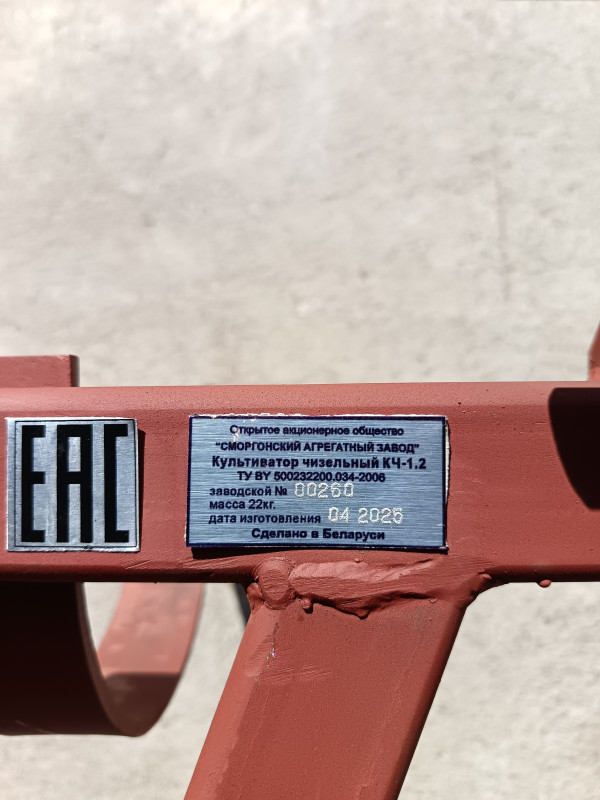 EAC
Открытое акционерное общество
"СМОРГОНСКИЙ АГРЕГАТНЫЙ ЗАВОД"
Культиватор чизельный КЧ-1.2
ТУ BY 500232200.034-2006
заводской № 00260
масса 22кг.
дата изготовления 04 2026
Сделано в Беларуси